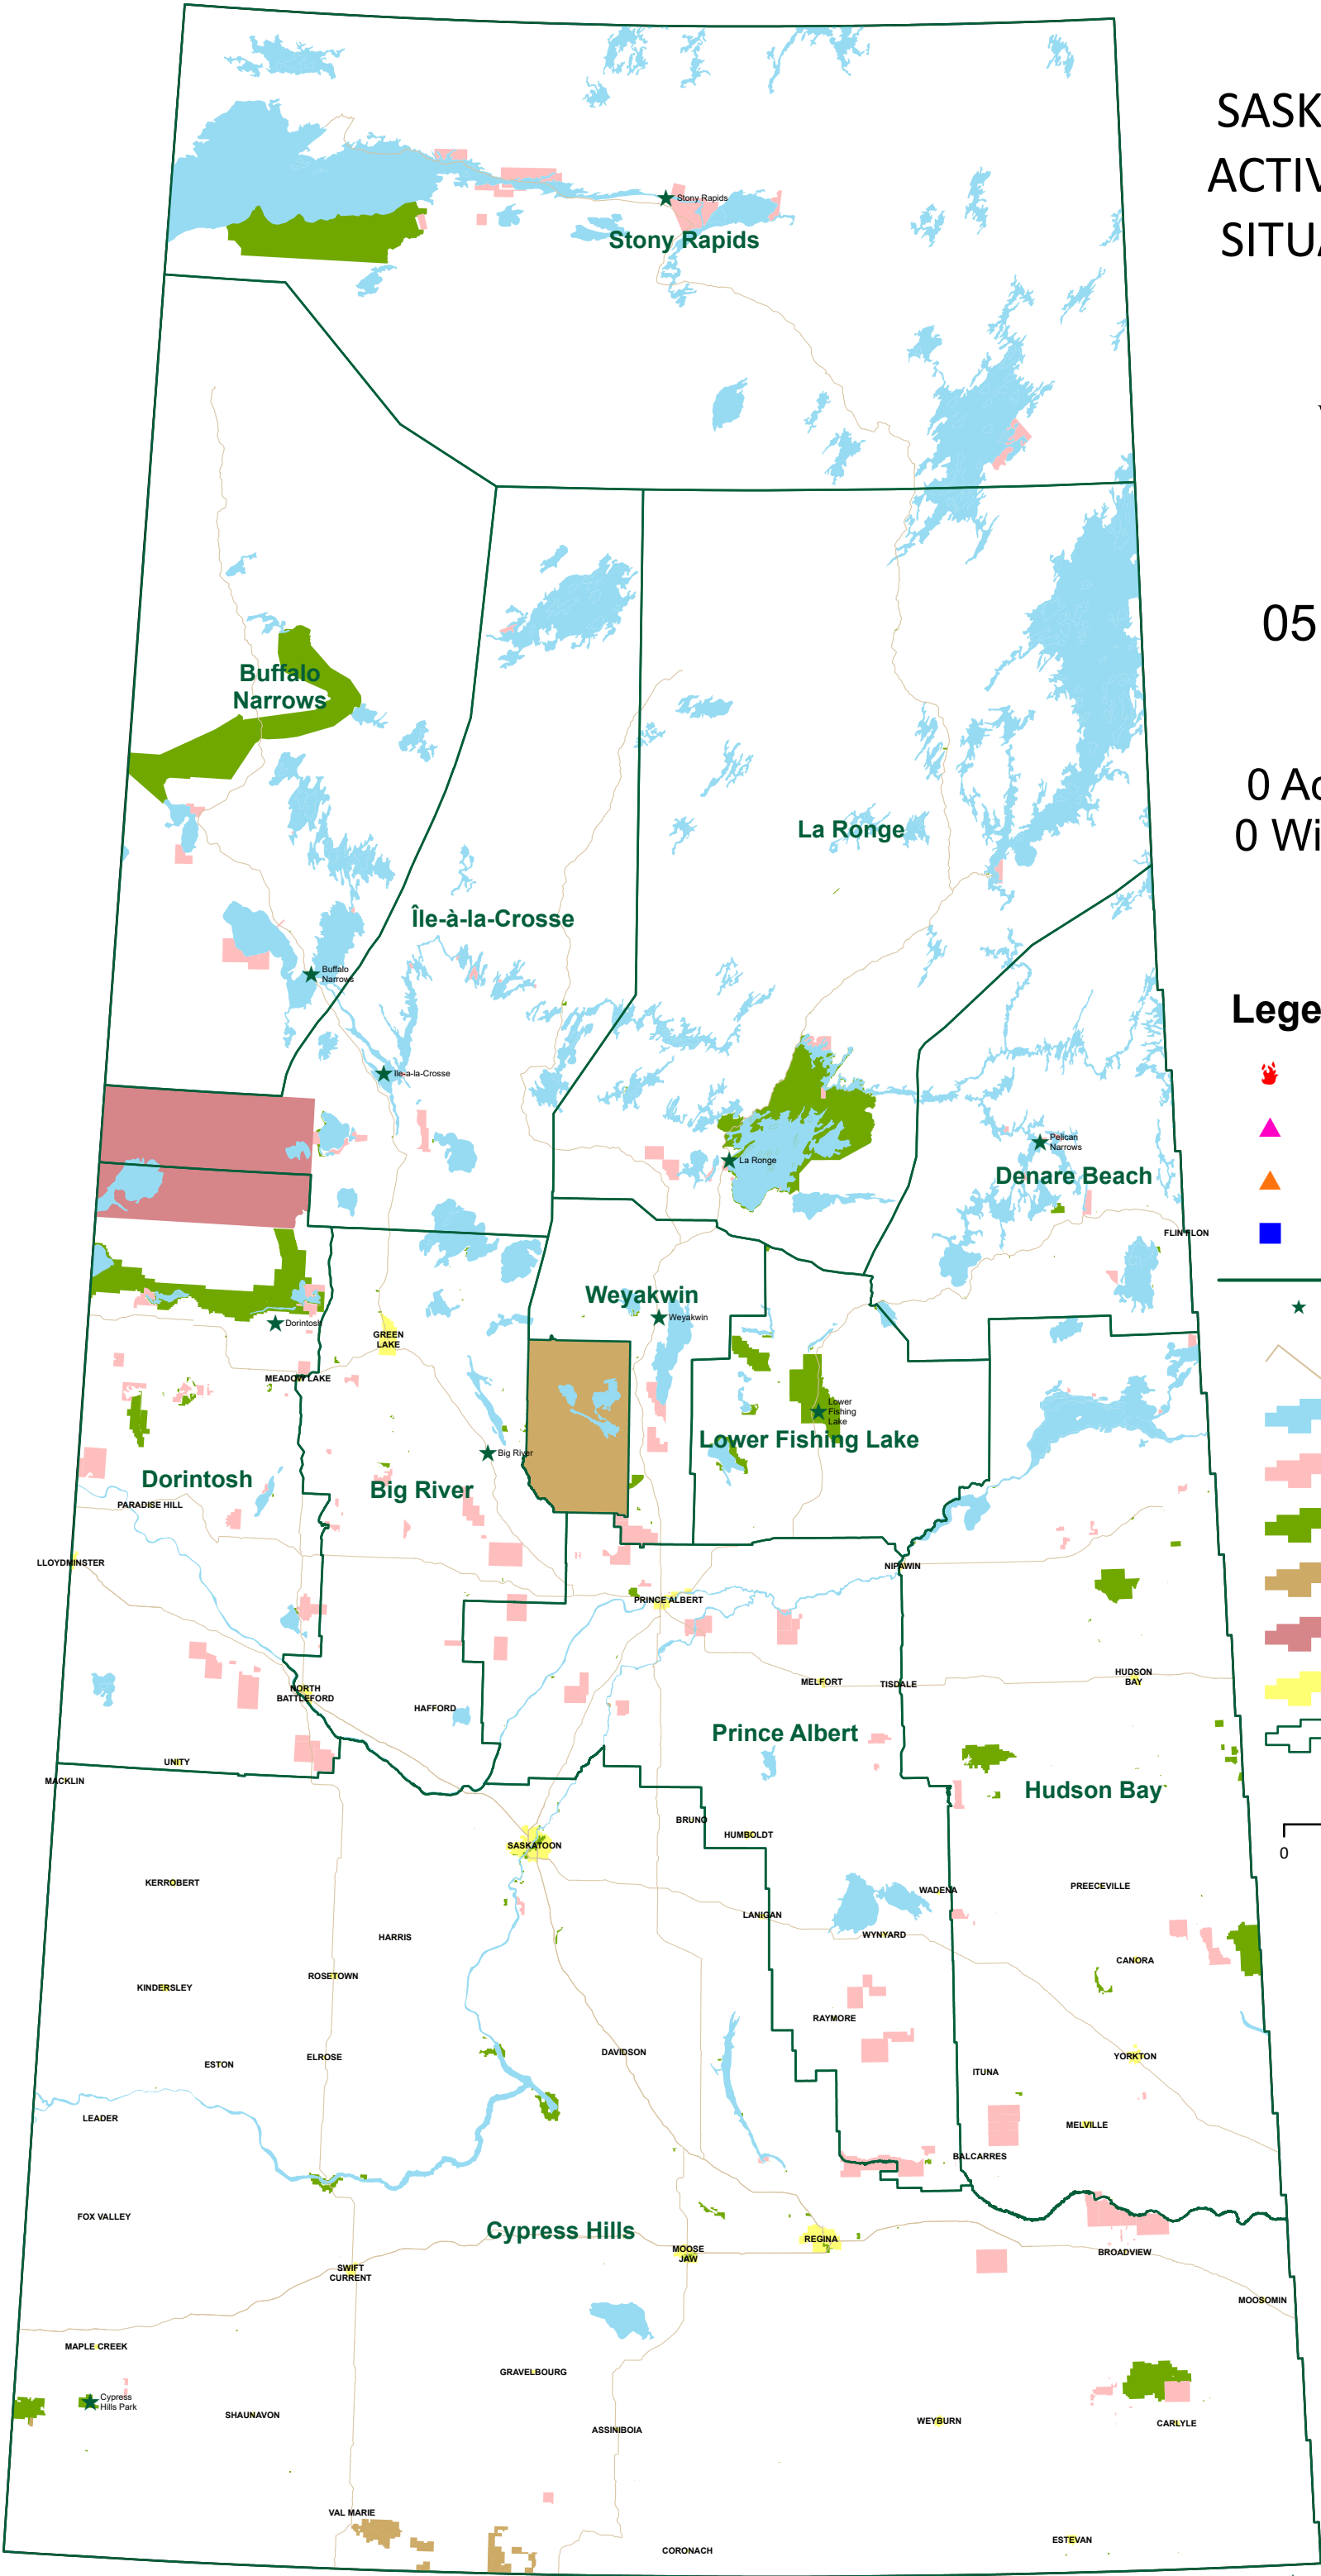 SASK
ACTIV
SITUA
05
0 Ac
0 Wi
Lege
0
Stony Rapids
Stony Rapids
Buffalo
Narrows
La Ronge
Île-à-la-Crosse
Buffalo
Narrows
Ile-a-la-Crosse
Pelican
Narrows
La Ronge
Denare Beach
FLIN FLON
Weyakwin
Weyakwin
Dorintosh
GREEN
LAKE
MEADOW LAKE
Lower
Fishing
Lake
Lower Fishing Lake
Big River
Dorintosh
Big River
PARADISE HILL
LLOYDMINSTER
NIPAWIN
PRINCE ALBERT
HUDSON
BAY
MELFORT
TISDALE
NORTH
BATTLEFORD
HAFFORD
Prince Albert
UNITY
MACKLIN
Hudson Bay
BRUNO
HUMBOLDT
SASKATOON
KERROBERT
PREECEVILLE
WADENA
LANIGAN
WYNYARD
HARRIS
CANORA
ROSETOWN
KINDERSLEY
RAYMORE
DAVIDSON
YORKTON
ELROSE
ESTON
ITUNA
LEADER
MELVILLE
BALCARRES
FOX VALLEY
Cypress Hills
REGINA
MOOSE
JAW
BROADVIEW
SWIFT
CURRENT
MOOSOMIN
MAPLE CREEK
GRAVELBOURG
Cypress
Hills Park
SHAUNAVON
WEYBURN
CARLYLE
ASSINIBOIA
VAL MARIE
ESTEVAN
CORONACH